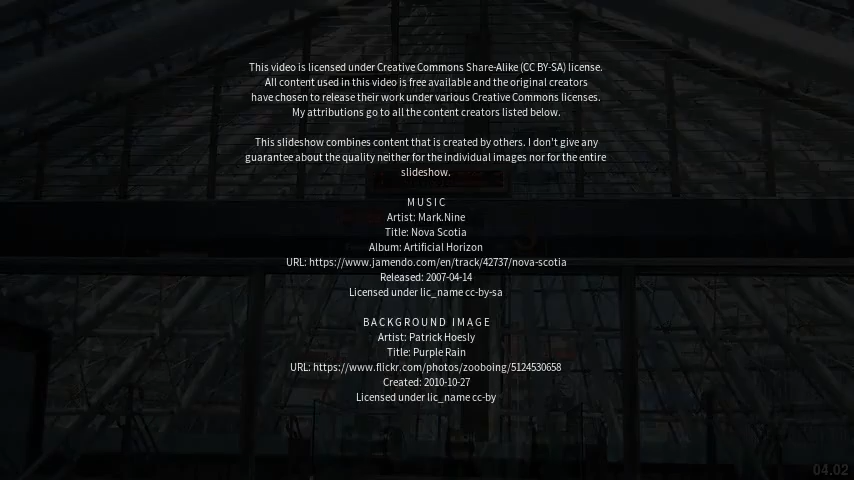 This video is licensed under Creative Commons Share-Alike (CC BY-SA) license.
All content used in this video is free available and the original creators
have chosen to release their work under various Creative Commons licenses.
My attributions go to all the content creators listed below.
This slideshow combines content that is created by others. I don't give any
guarantee about the quality neither for the individual images nor for the entire
slideshow.
MUSIC
Artist: Mark.Nine
Title: Nova Scotia
Album: Artificial Horizon
URL: https://www.jamendo.com/en/track/42737/nova-scotia
Released: 2007-04-14
Licensed under lic_name cc-by-sa
BACKGROUND IMAGE
Artist: Patrick Hoesly
Title: Purple Rain
URL: https://www.flickr.com/photos/zooboing/5124530658
Created: 2010-10-27
Licensed under lic_name cc-by
04.02